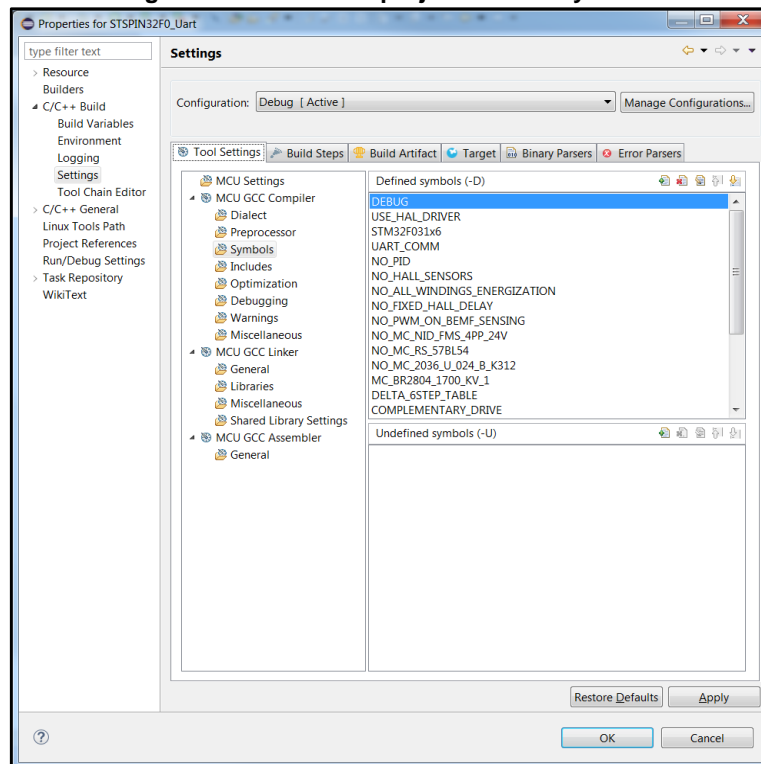 Properties for STSPIN32F0_Uart
type filter text
Resource
Builders
C/C++ Build
Build Variables
Environment
Logging
Settings
Tool Chain Editor
C/C++ General
Linux Tools Path
Project References
Run/Debug Settings
Task Repository
WikiText
Settings
Configuration: Debug [ Active ]
Manage Configurations...
Tool Settings Build Steps Build Artifact Target Binary Parsers Error Parsers
MCU Settings
MCU GCC Compiler
Dialect
Preprocessor
Symbols
Includes
Optimization
Debugging
Warnings
Miscellaneous
MCU GCC Linker
General
Libraries
Miscellaneous
Shared Library Settings
MCU GCC Assembler
General
Defined symbols (-D)
DEBUG
USE_HAL_DRIVER
STM32F031x6
UART_COMM
NO_PID
NO_HALL_SENSORS
NO_ALL_WINDINGS_ENERGIZATION
NO_FIXED_HALL_DELAY
NO_PWM_ON_BEMF_SENSING
NO_MC_NID_FMS_4PP_24V
NO_MC_RS_57BL54
NO_MC_2036_U_024_B_K312
MC_BR2804_1700_KV_1
DELTA_6STEP_TABLE
COMPLEMENTARY_DRIVE
Undefined symbols (-U)
Restore Defaults Apply
OK Cancel